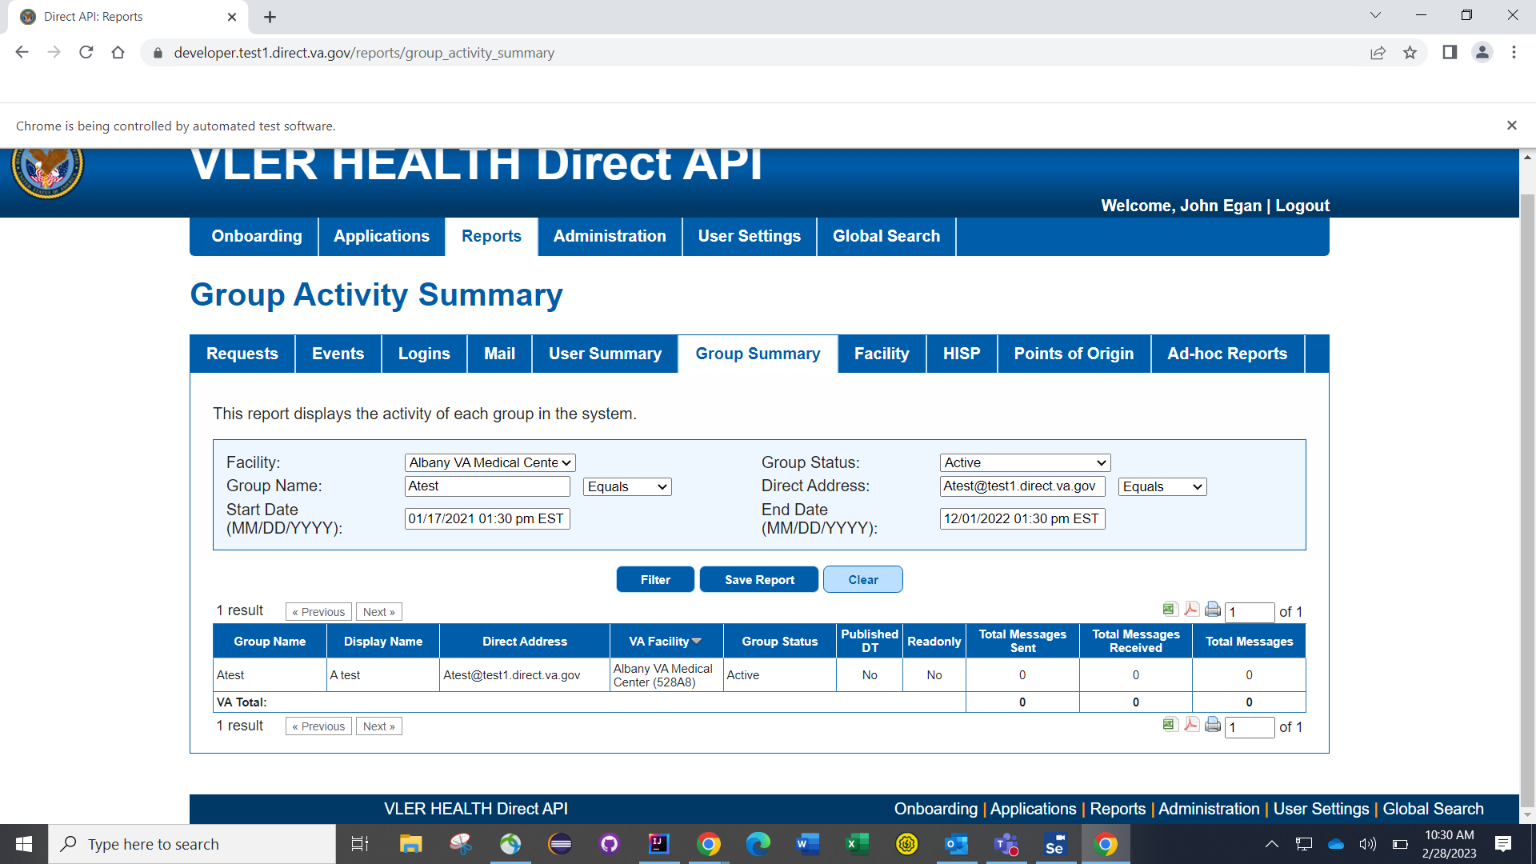 Direct API: Reports
developer.test1.direct.va.gov/reports/group_activity_summary
Chrome is being controlled by automated test software.
VLER HEALTH Direct API
Welcome, John Egan | Logout
Onboarding Applications Reports Administration User Settings Global Search
Group Activity Summary
Requests Events Logins Mail User Summary Group Summary Facility HISP Points of Origin Ad-hoc Reports
This report displays the activity of each group in the system.
Facility: Albany VA Medical Cente Group Status: Active
Group Name: Atest Equals Direct Address: Atest@test1.direct.va.gov Equals
Start Date (MM/DD/YYYY): 01/17/2021 01:30 pm EST End Date (MM/DD/YYYY): 12/01/2022 01:30 pm EST
Filter Save Report Clear
1 result « Previous Next » 1 of 1
Group Name Display Name Direct Address VA Facility Group Status Published DT Readonly Total Messages Sent Total Messages Received Total Messages
Atest A test Atest@test1.direct.va.gov Albany VA Medical Center (528A8) Active No No 0 0 0
VA Total: 0 0 0
1 result « Previous Next » 1 of 1
VLER HEALTH Direct API Onboarding | Applications | Reports | Administration | User Settings | Global Search
Type here to search
10:30 AM
2/28/2023